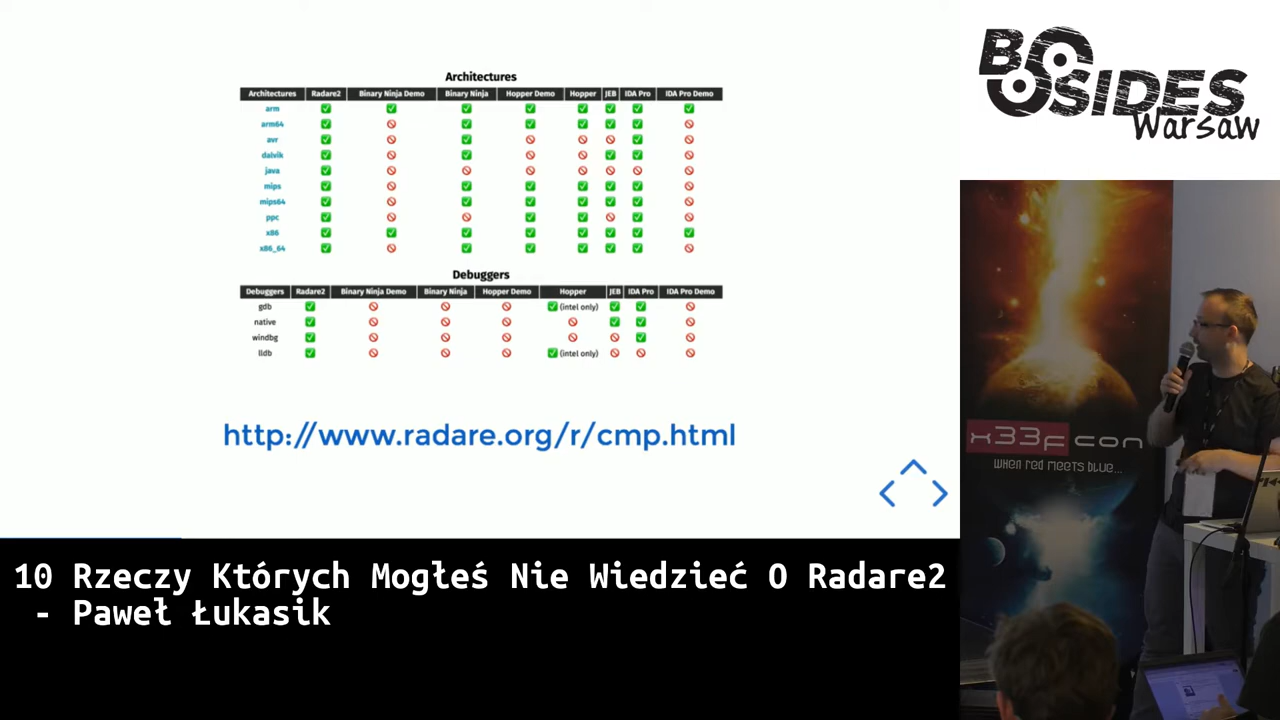 Architectures
Architectures Radare2 Binary Ninja Demo Binary Ninja Hopper Demo Hopper JEB IDA Pro IDA Pro Demo
arm
arm64
avr
dalvik
java
mips
mips64
ppc
x86
x86_64
Debuggers
Debuggers Radare2 Binary Ninja Demo Binary Ninja Hopper Demo Hopper JEB IDA Pro IDA Pro Demo
gdb (intel only)
native
windbg
lldb (intel only)
http://www.radare.org/r/cmp.html
10 Rzeczy Których Mogłeś Nie Wiedzieć O Radare2
- Paweł Łukasik
BSIDES
Warsaw
x33fcon
when red meets blue...